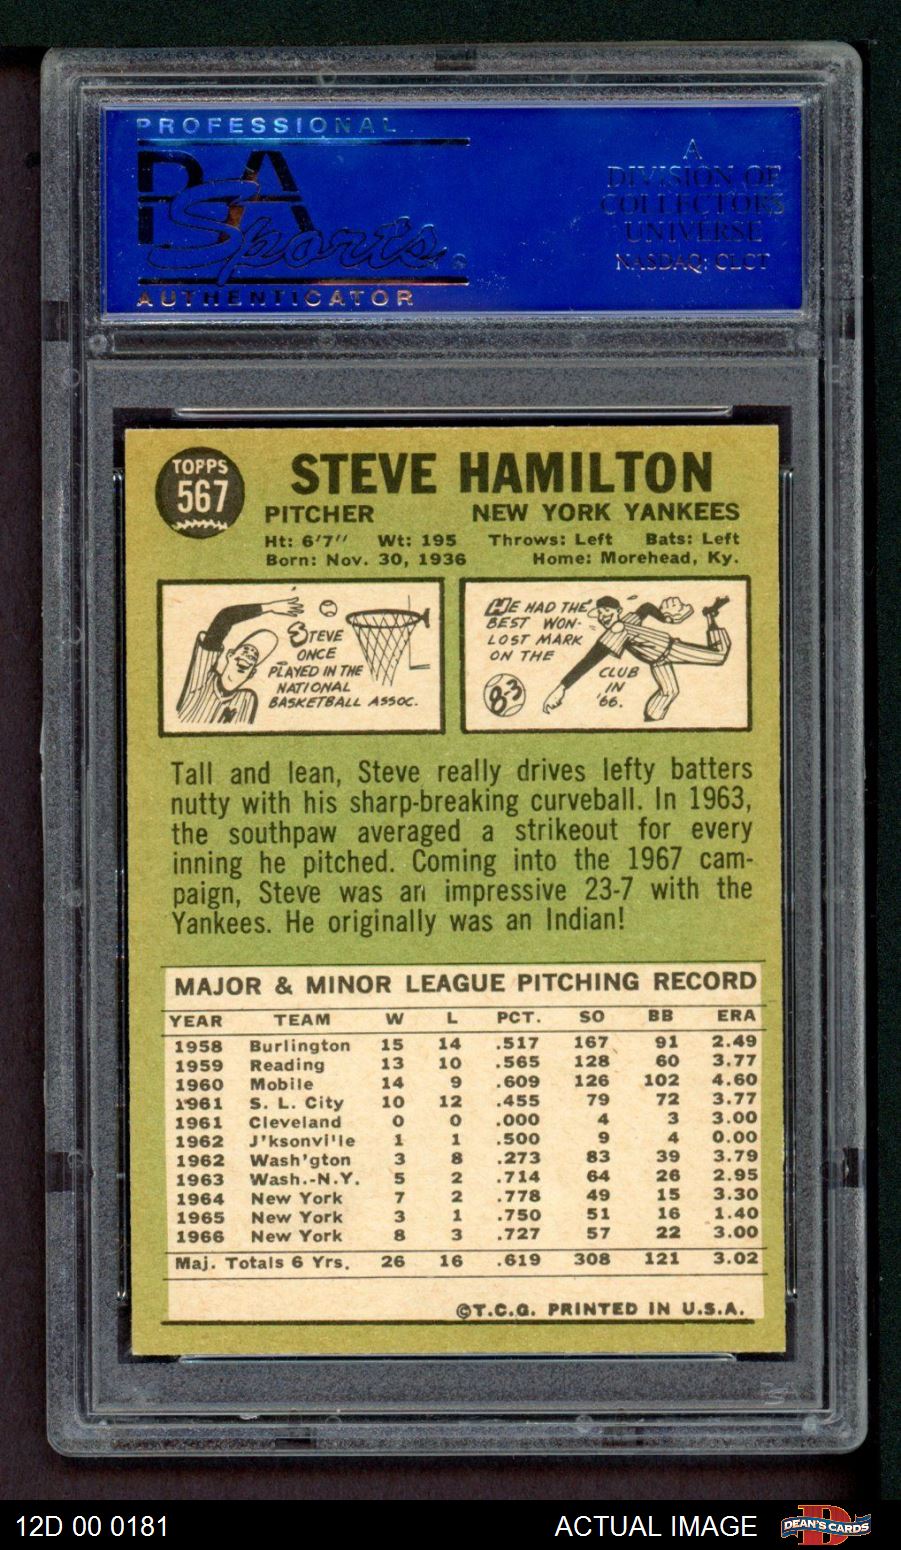 PROFESSIONAL
PSA
Sports
AUTHENTICATOR
A
DIVISION OF
COLLECTORS
UNIVERSE
NASDAQ: CLCT
TOPPS
567
STEVE HAMILTON
PITCHER NEW YORK YANKEES
Ht: 6'7" Wt: 195 Throws: Left Bats: Left
Born: Nov. 30, 1936 Home: Morehead, Ky.
STEVE
ONCE
PLAYED IN THE
NATIONAL
BASKETBALL ASSOC.
HE HAD THE
BEST WON-
LOST MARK
ON THE
CLUB
IN
'66.
8-3
Tall and lean, Steve really drives lefty batters
nutty with his sharp-breaking curveball. In 1963,
the southpaw averaged a strikeout for every
inning he pitched. Coming into the 1967 cam-
paign, Steve was an impressive 23-7 with the
Yankees. He originally was an Indian!
MAJOR & MINOR LEAGUE PITCHING RECORD
YEAR TEAM W L PCT. SO BB ERA
1958 Burlington 15 14 .517 167 91 2.49
1959 Reading 13 10 .565 128 60 3.77
1960 Mobile 14 9 .609 126 102 4.60
1961 S. L. City 10 12 .455 79 72 3.77
1961 Cleveland 0 0 .000 4 3 3.00
1962 J'ksonville 1 1 .500 9 4 0.00
1962 Wash'gton 3 8 .273 83 39 3.79
1963 Wash.-N.Y. 5 2 .714 64 26 2.95
1964 New York 7 2 .778 49 15 3.30
1965 New York 3 1 .750 51 16 1.40
1966 New York 8 3 .727 57 22 3.00
Maj. Totals 6 Yrs. 26 16 .619 308 121 3.02
©T.C.G. PRINTED IN U.S.A.
12D 00 0181
ACTUAL IMAGE
DEAN'S CARDS